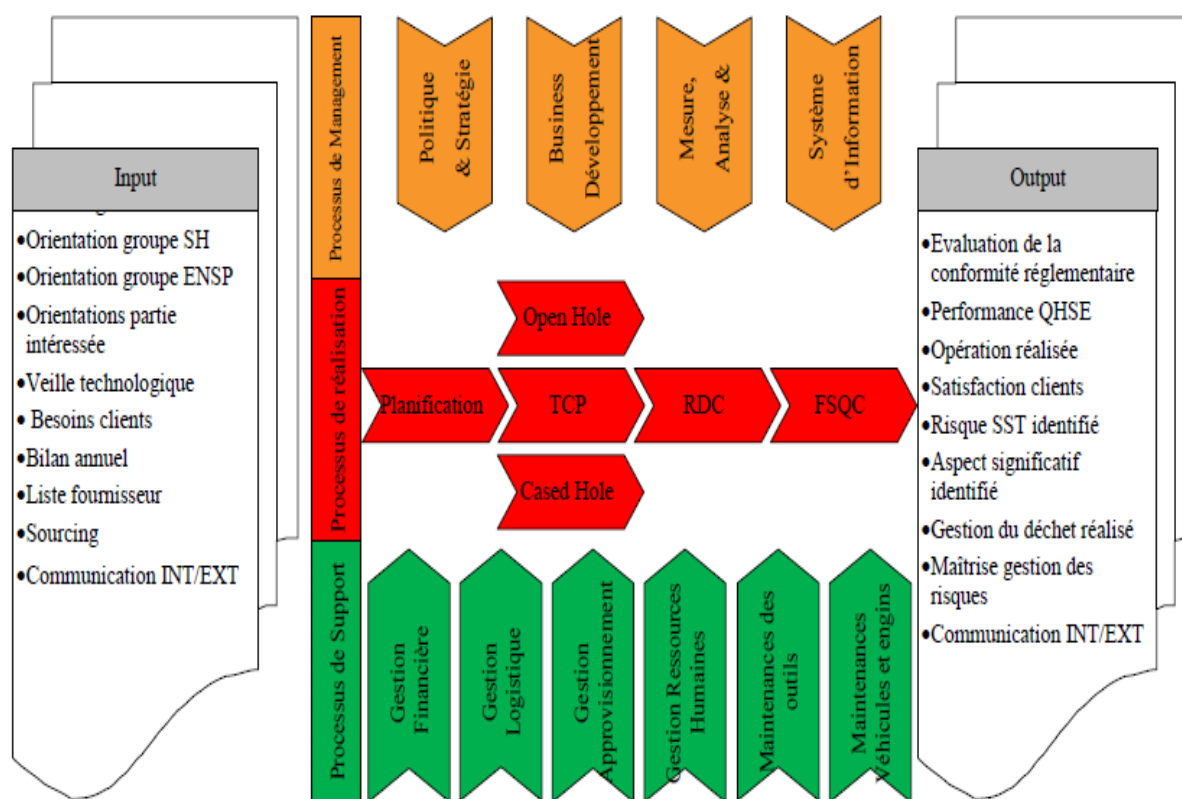 Input
•Orientation groupe SH
•Orientation groupe ENSP
•Orientations partie
intéressée
•Veille technologique
• Besoins clients
•Bilan annuel
•Liste fournisseur
•Sourcing
•Communication INT/EXT
Processus de Management
Politique
& Stratégie
Business
Développement
Mesure,
Analyse &
Système
d’Information
Processus de réalisation
Open Hole
Planification
TCP
RDC
FSQC
Cased Hole
Processus de Support
Gestion
Financière
Gestion
Logistique
Gestion
Approvisionnement
Gestion Ressources
Humaines
Maintenances des
outils
Maintenances
Véhicules et engins
Output
•Evaluation de la
conformité réglementaire
•Performance QHSE
•Opération réalisée
•Satisfaction clients
•Risque SST identifié
•Aspect significatif
identifié
•Gestion du déchet réalisé
•Maîtrise gestion des
risques
•Communication INT/EXT